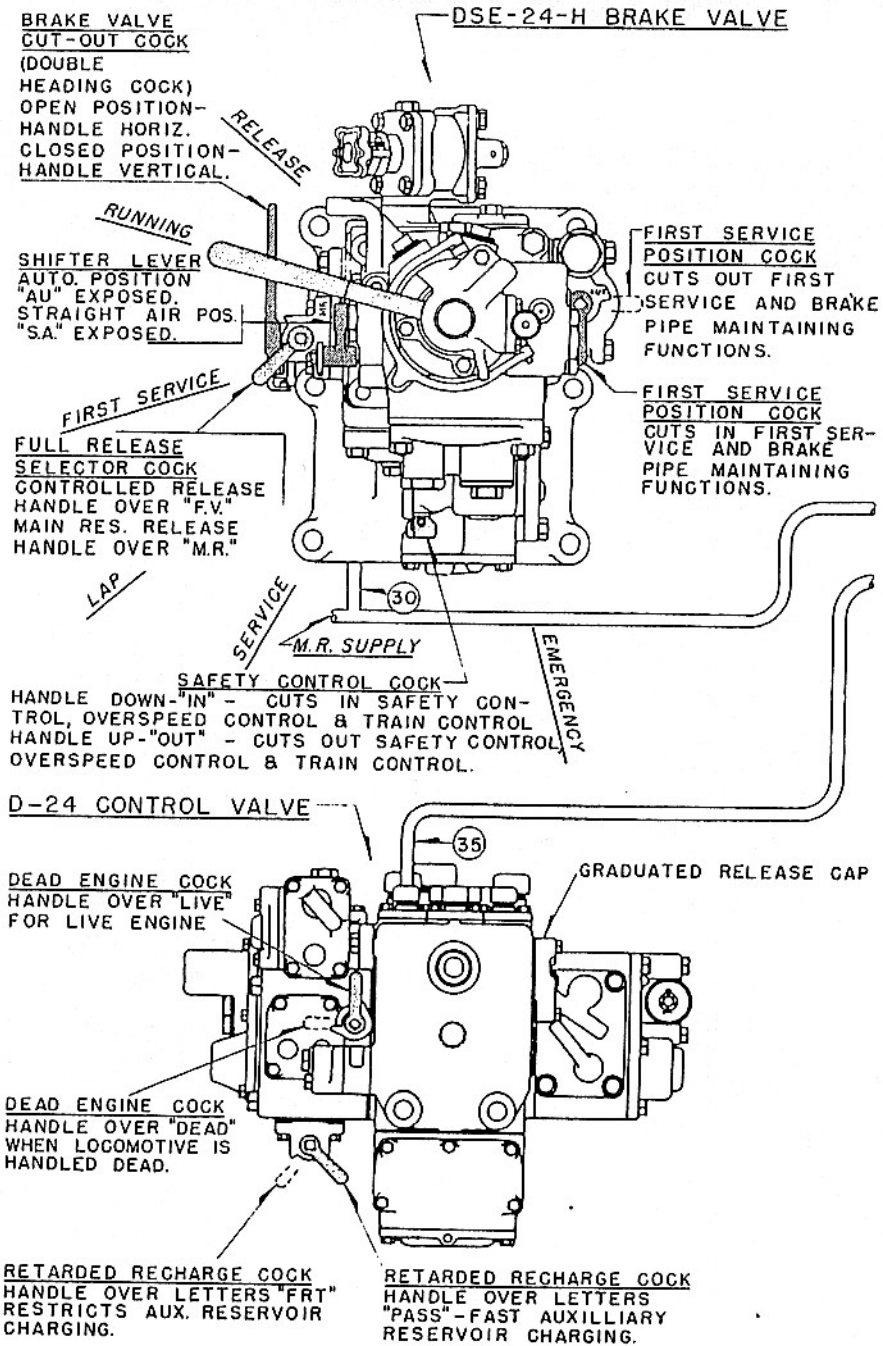 DSE-24-H BRAKE VALVE
BRAKE VALVE
CUT-OUT COCK
(DOUBLE
HEADING COCK)
OPEN POSITION-
HANDLE HORIZ.
CLOSED POSITION-
HANDLE VERTICAL.
RELEASE
RUNNING
SHIFTER LEVER
AUTO. POSITION
"AU" EXPOSED.
STRAIGHT AIR POS.
"S.A." EXPOSED.
FIRST SERVICE
POSITION COCK
CUTS OUT FIRST
SERVICE AND BRAKE
PIPE MAINTAINING
FUNCTIONS.
FIRST SERVICE
FIRST SERVICE
POSITION COCK
CUTS IN FIRST SER-
VICE AND BRAKE
PIPE MAINTAINING
FUNCTIONS.
FULL RELEASE
SELECTOR COCK
CONTROLLED RELEASE
HANDLE OVER "F.V."
MAIN RES. RELEASE
HANDLE OVER "M.R."
LAP
SERVICE
30
M.R. SUPPLY
EMERGENCY
SAFETY CONTROL COCK
HANDLE DOWN-"IN" - CUTS IN SAFETY CON-
TROL, OVERSPEED CONTROL & TRAIN CONTROL
HANDLE UP-"OUT" - CUTS OUT SAFETY CONTROL,
OVERSPEED CONTROL & TRAIN CONTROL.
D-24 CONTROL VALVE
35
GRADUATED RELEASE CAP
DEAD ENGINE COCK
HANDLE OVER "LIVE"
FOR LIVE ENGINE
DEAD ENGINE COCK
HANDLE OVER "DEAD"
WHEN LOCOMOTIVE IS
HANDLED DEAD.
RETARDED RECHARGE COCK
HANDLE OVER LETTERS "FRT"
RESTRICTS AUX. RESERVOIR
CHARGING.
RETARDED RECHARGE COCK
HANDLE OVER LETTERS
"PASS"-FAST AUXILLIARY
RESERVOIR CHARGING.